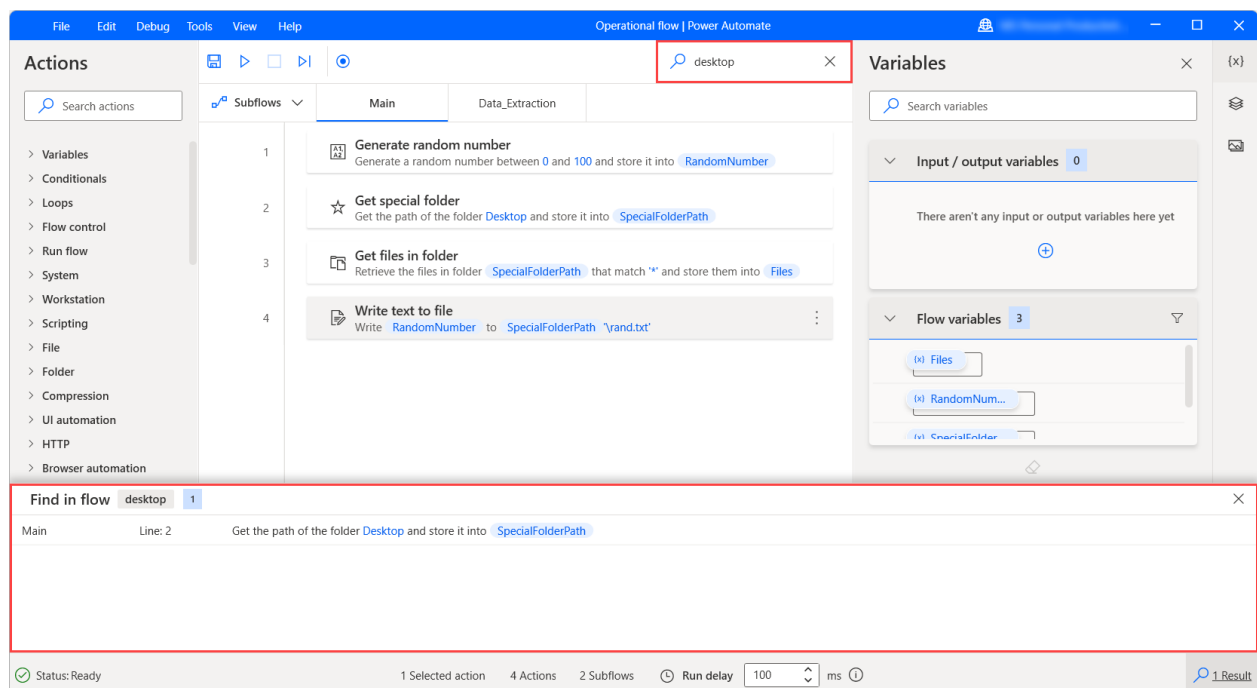 File Edit Debug Tools View Help Operational flow | Power Automate
Actions
Search actions
Variables
Conditionals
Loops
Flow control
Run flow
System
Workstation
Scripting
File
Folder
Compression
UI automation
HTTP
Browser automation
desktop
Subflows Main Data_Extraction
1
Generate random number
Generate a random number between 0 and 100 and store it into RandomNumber
2
Get special folder
Get the path of the folder Desktop and store it into SpecialFolderPath
3
Get files in folder
Retrieve the files in folder SpecialFolderPath that match '*' and store them into Files
4
Write text to file
Write RandomNumber to SpecialFolderPath '\rand.txt'
Variables
{x}
Search variables
Input / output variables 0
There aren't any input or output variables here yet
Flow variables 3
{x} Files
{x} RandomNum...
{x} SpecialFolder
Find in flow desktop 1
Main Line: 2 Get the path of the folder Desktop and store it into SpecialFolderPath
Status: Ready 1 Selected action 4 Actions 2 Subflows Run delay 100 ms 1 Result